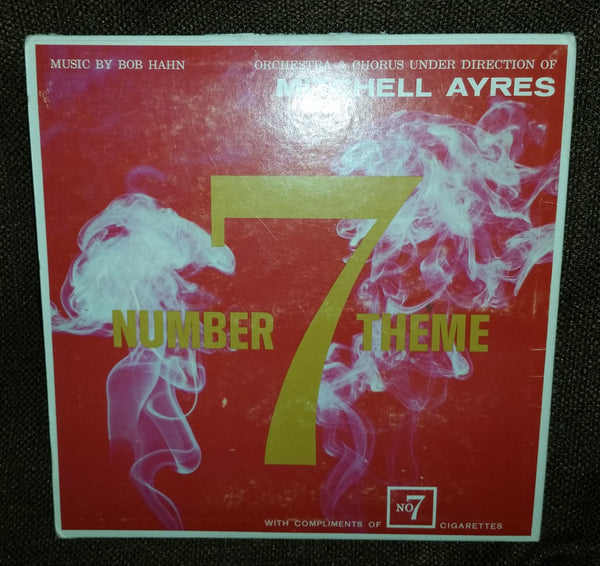 MUSIC BY BOB HAHN
ORCHESTRA & CHORUS UNDER DIRECTION OF
MITCHELL AYRES
NUMBER 7 THEME
WITH COMPLIMENTS OF NO 7 CIGARETTES